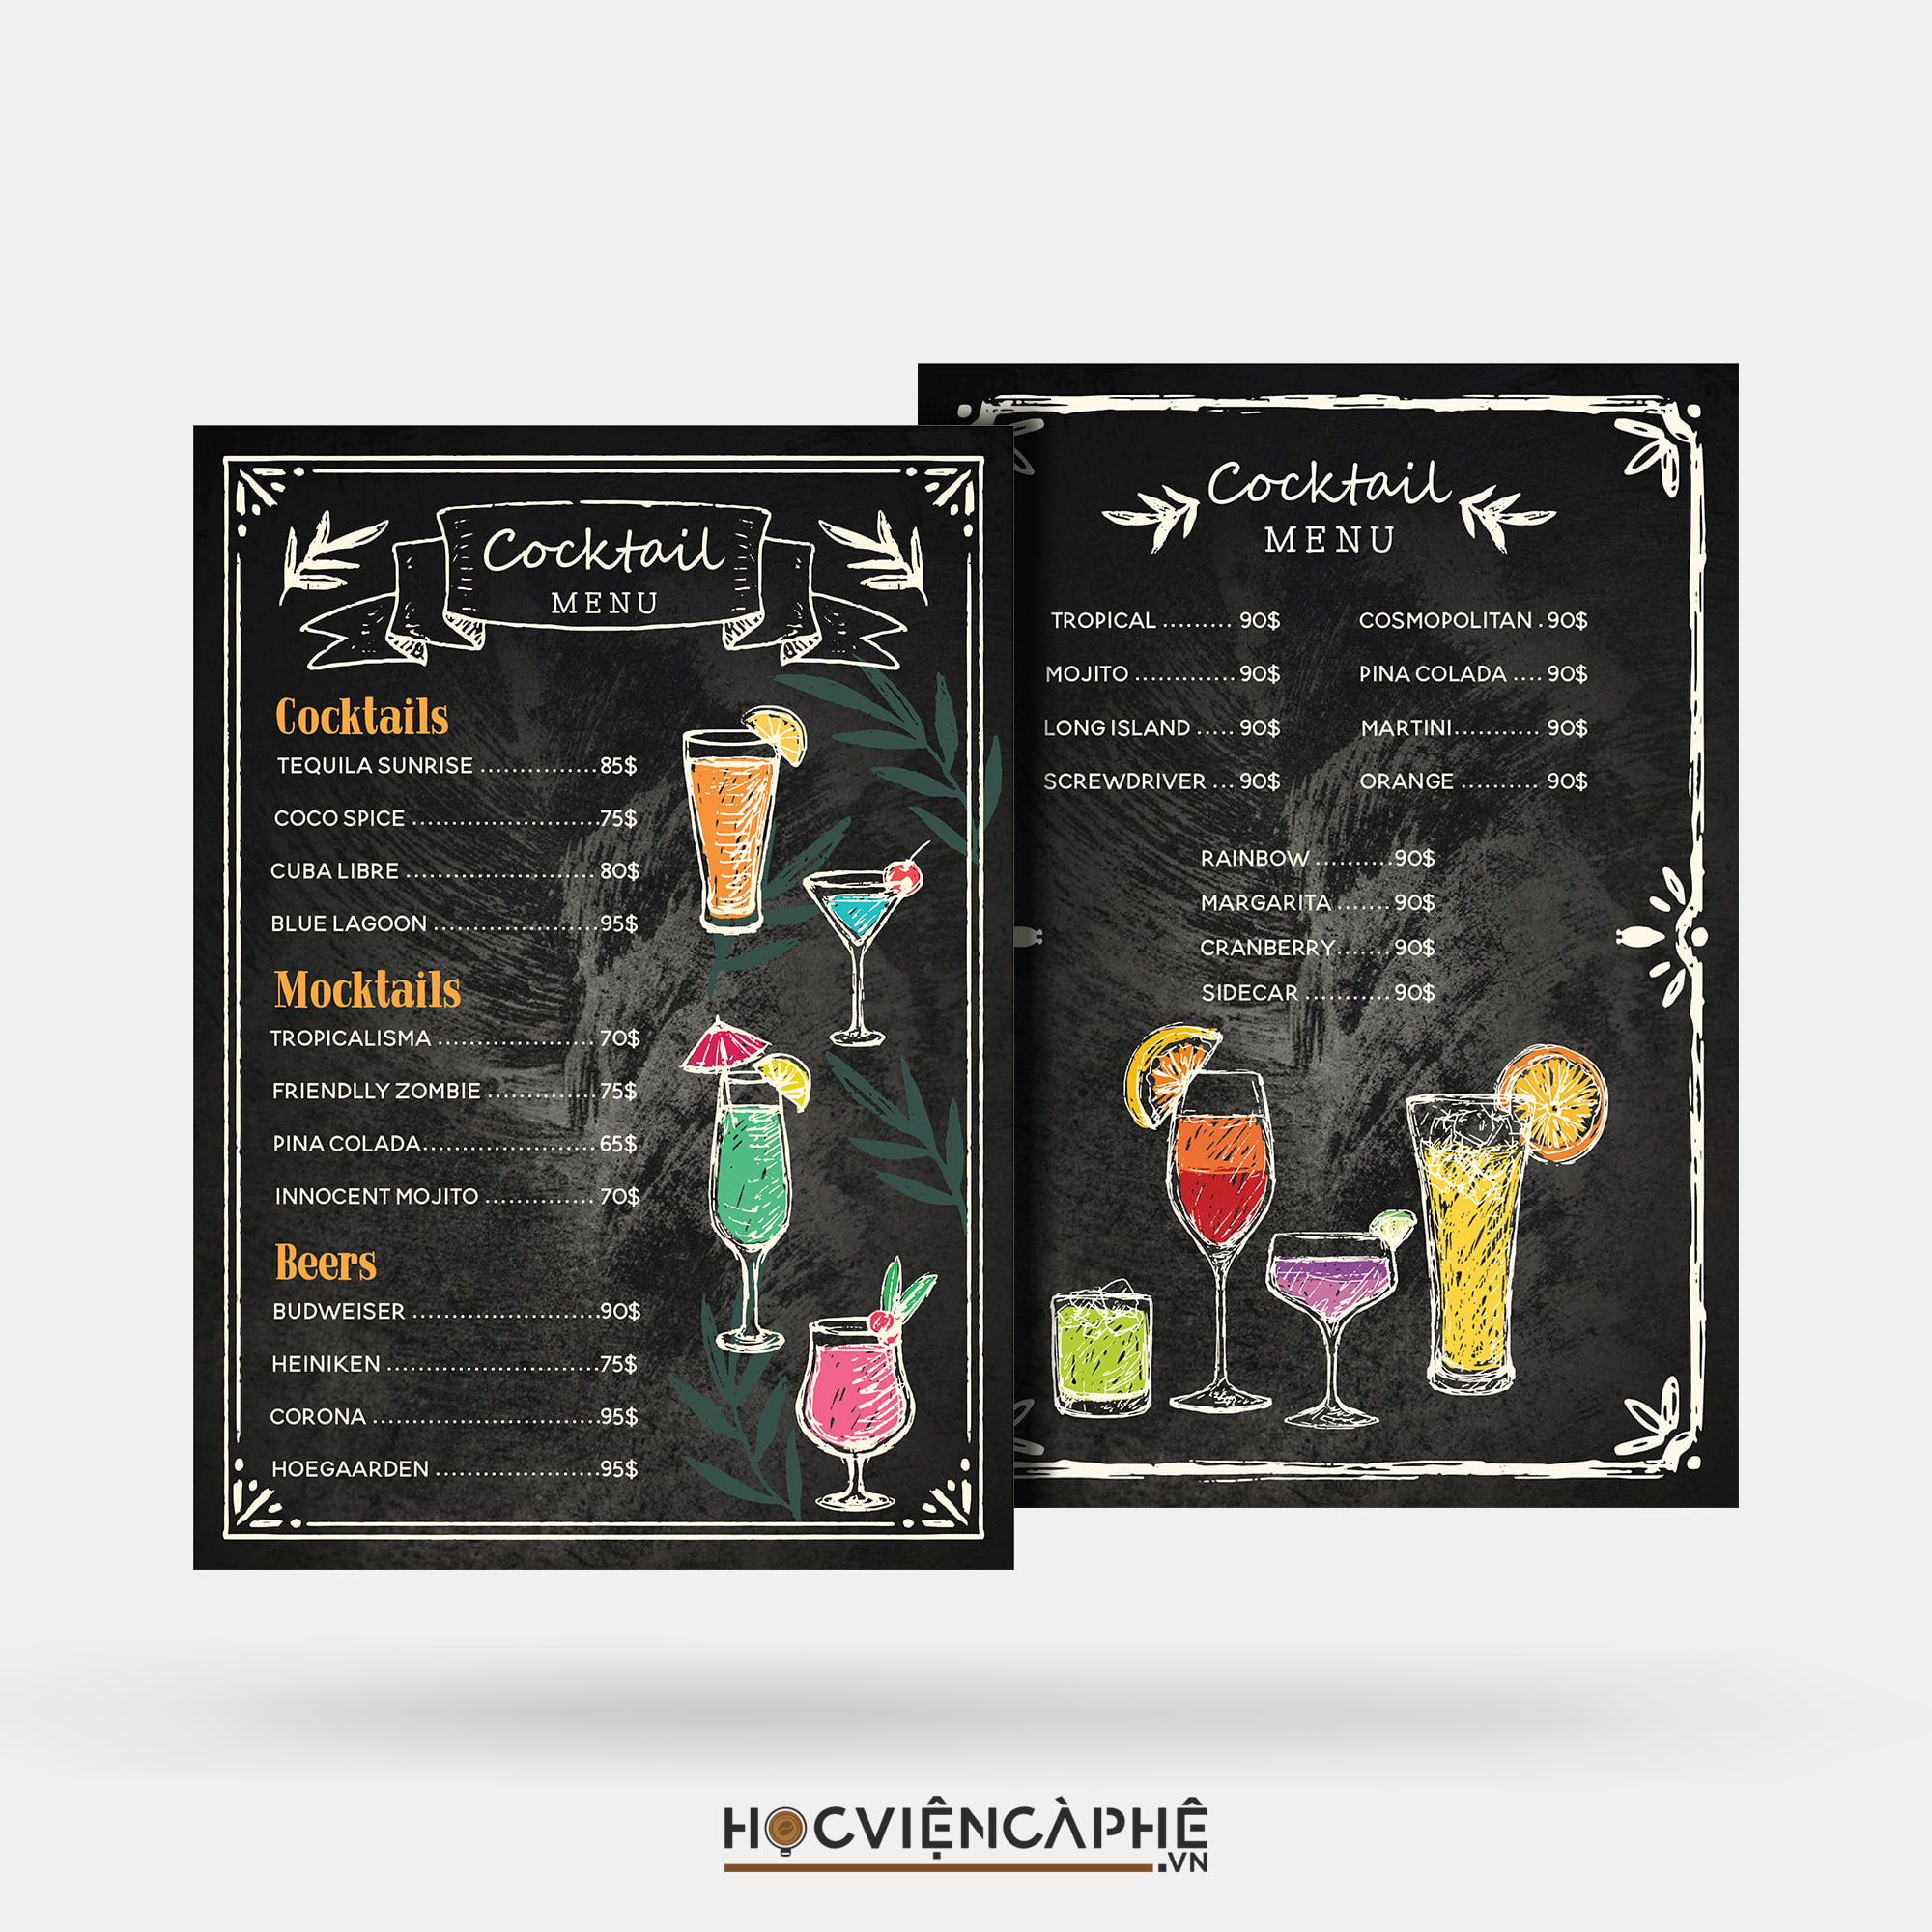 Cocktail
MENU
Cocktails
TEQUILA SUNRISE ...............85$
COCO SPICE ........................75$
CUBA LIBRE ......................... 80$
BLUE LAGOON .....................95$
Mocktails
TROPICALISMA .................... 70$
FRIENDLLY ZOMBIE ..............75$
PINA COLADA.......................65$
INNOCENT MOJITO .............. 70$
Beers
BUDWEISER ........................90$
HEINIKEN ...........................75$
CORONA .............................95$
HOEGAARDEN .....................95$
Cocktail
MENU
TROPICAL ......... 90$
MOJITO ............. 90$
LONG ISLAND ..... 90$
SCREWDRIVER ... 90$
COSMOPOLITAN . 90$
PINA COLADA .... 90$
MARTINI........... 90$
ORANGE .......... 90$
RAINBOW ..........90$
MARGARITA ....... 90$
CRANBERRY....... 90$
SIDECAR ........... 90$
HỌCVIỆNCÀPHÊ
.VN